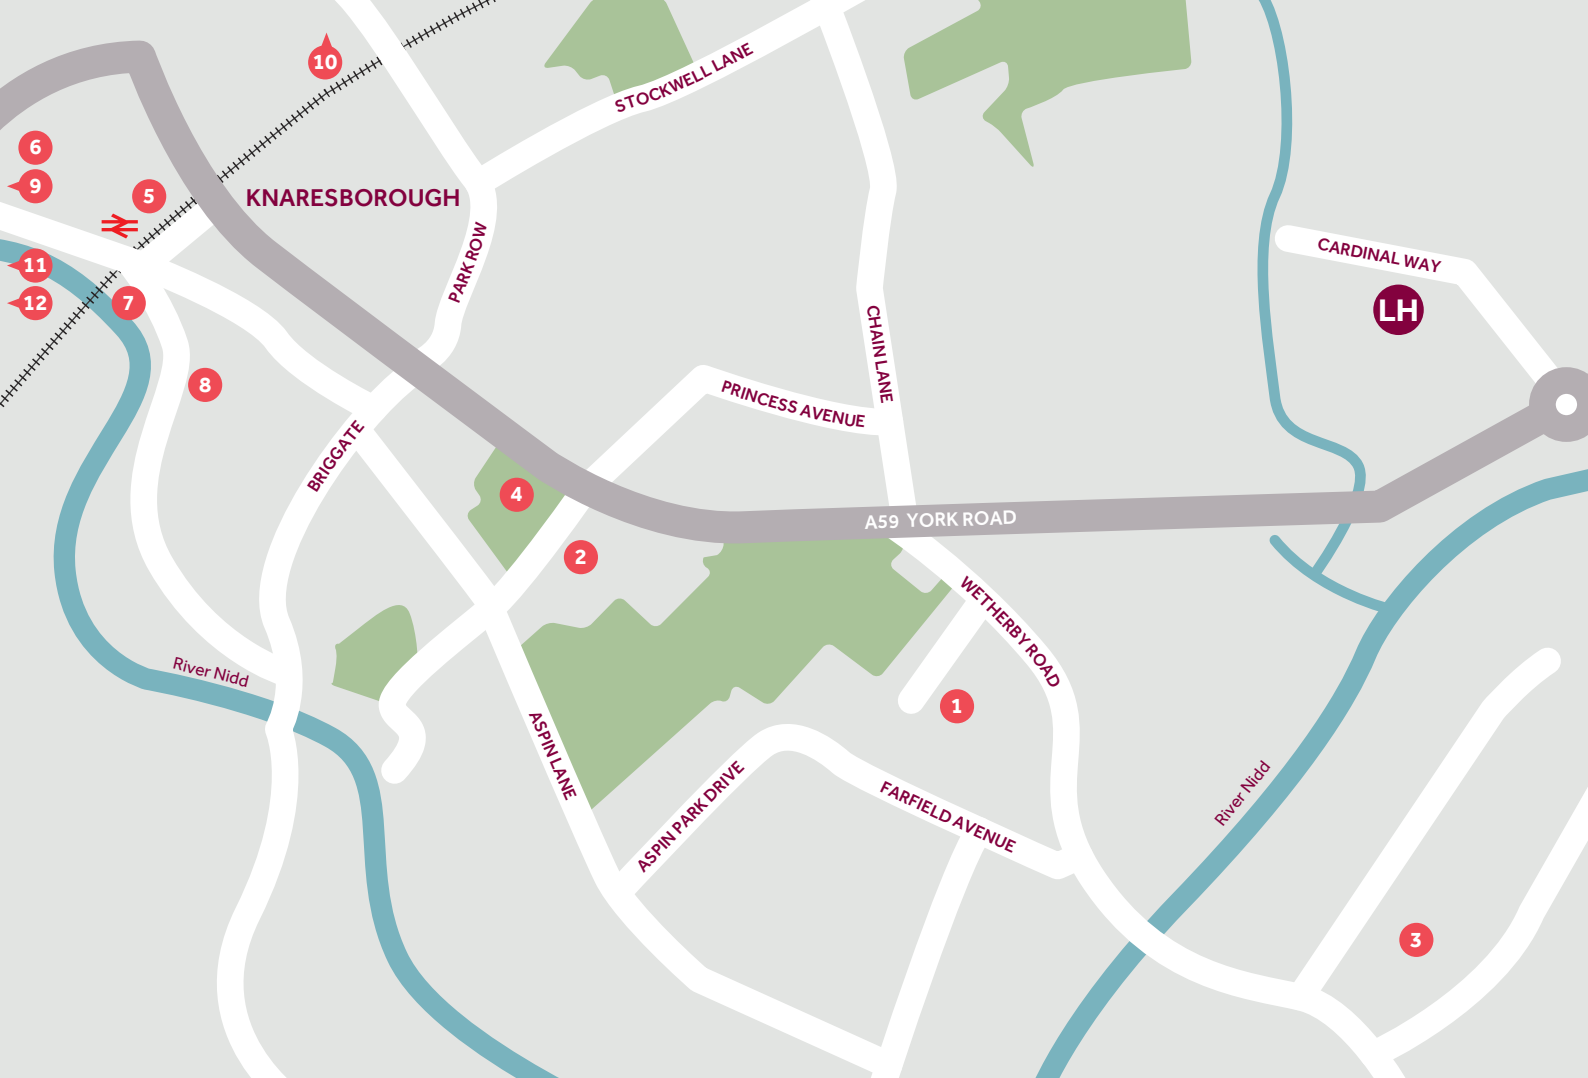 10
STOCKWELL LANE
6
9
5
KNARESBOROUGH
PARK ROW
CARDINAL WAY
11
12
7
LH
CHAIN LANE
8
PRINCESS AVENUE
BRIGGATE
4
A59 YORK ROAD
2
WETHERBY ROAD
River Nidd
1
ASPIN LANE
ASPIN PARK DRIVE
FARFIELD AVENUE
River Nidd
3